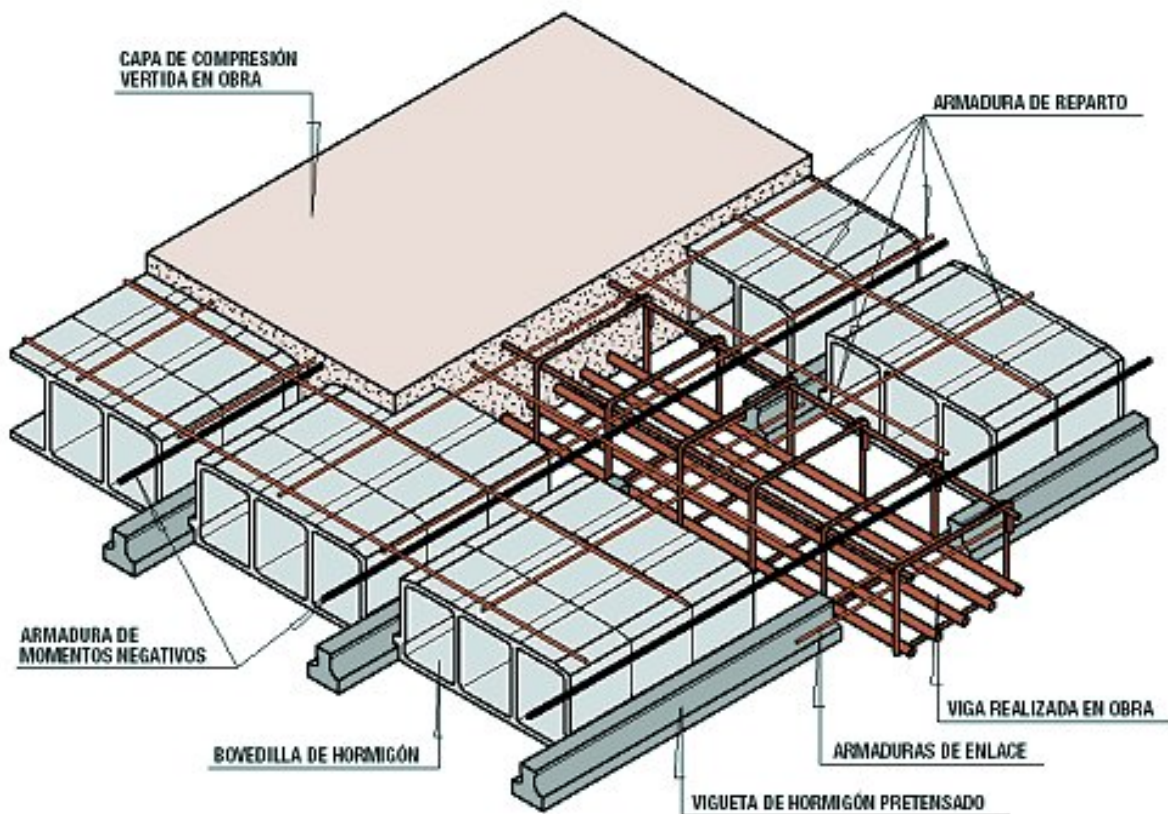 CAPA DE COMPRESIÓN
VERTIDA EN OBRA
ARMADURA DE REPARTO
ARMADURA DE
MOMENTOS NEGATIVOS
BOVEDILLA DE HORMIGÓN
VIGA REALIZADA EN OBRA
ARMADURAS DE ENLACE
VIGUETA DE HORMIGÓN PRETENSADO